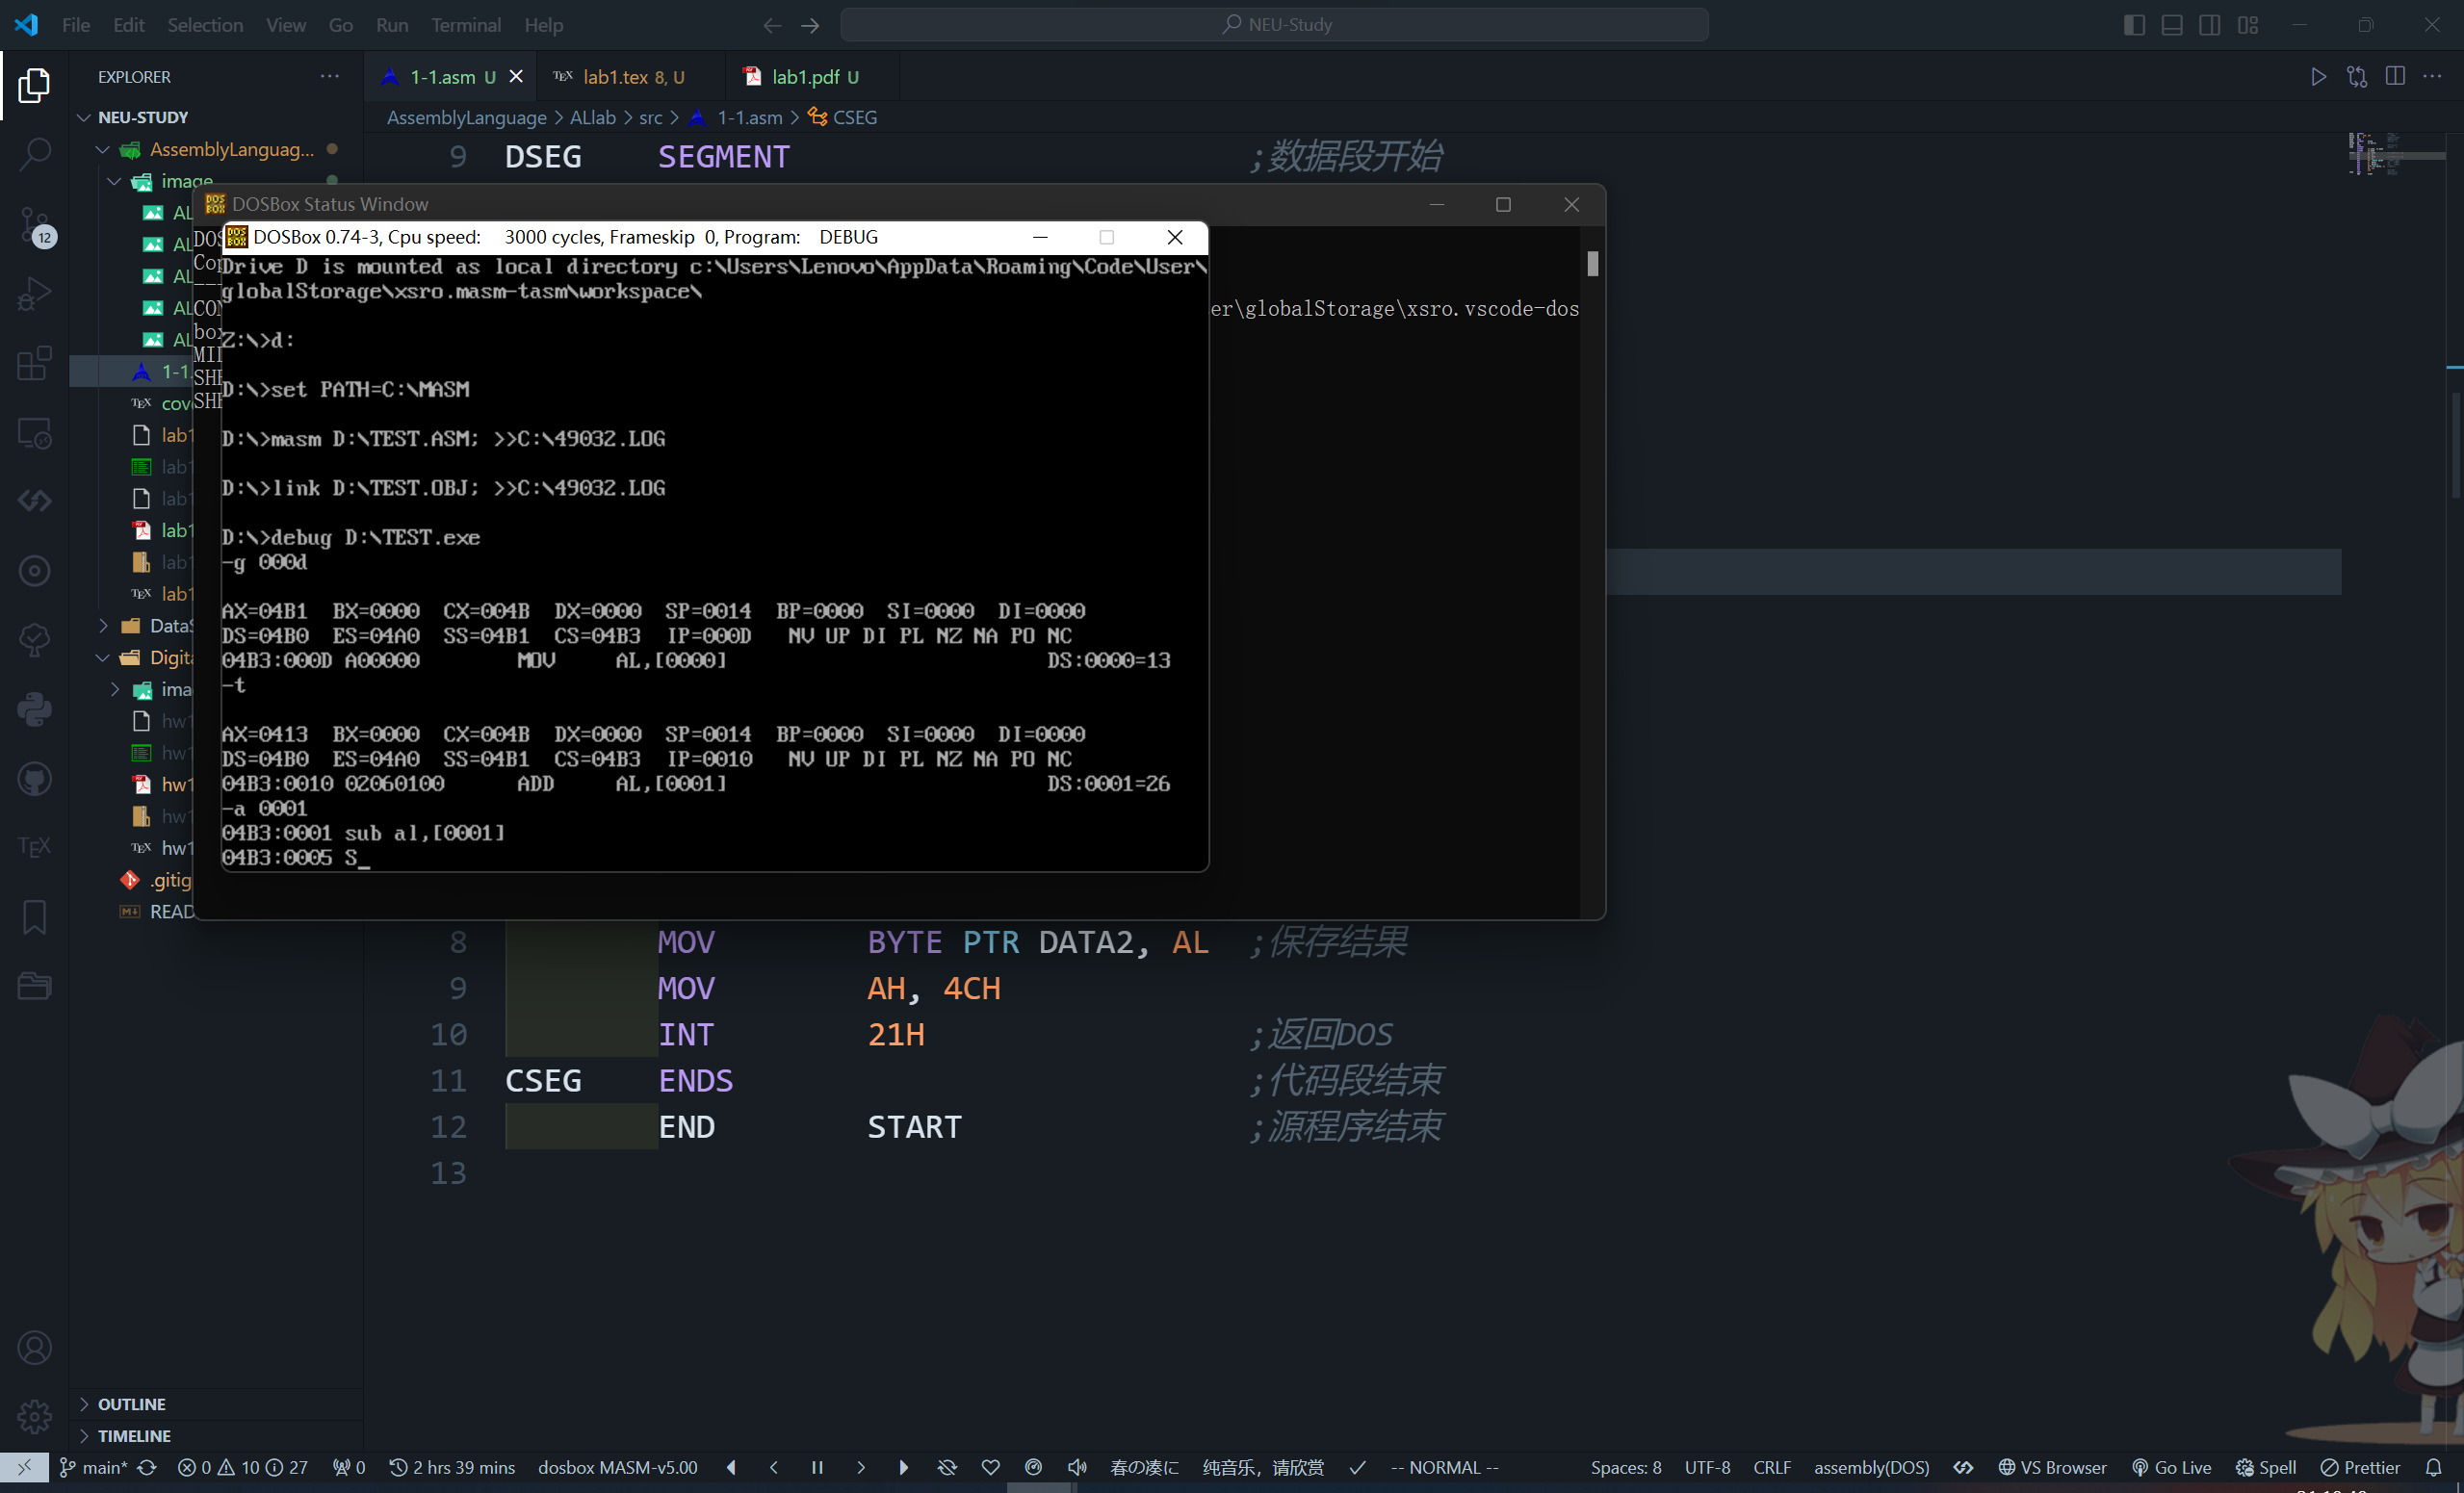 File Edit Selection View Go Run Terminal Help
NEU-Study
EXPLORER
1-1.asm U
lab1.tex 8, U
lab1.pdf U
NEU-STUDY
AssemblyLanguage > ALlab > src > 1-1.asm > CSEG
AssemblyLanguag...
9 DSEG SEGMENT ;数据段开始
image
DOSBox Status Window
DOSBox 0.74-3, Cpu speed: 3000 cycles, Frameskip 0, Program: DEBUG
Drive D is mounted as local directory c:\Users\Lenovo\AppData\Roaming\Code\User\
globalStorage\xsro.masm-tasm\workspace\
er\globalStorage\xsro.vscode-dos
Z:\>d:
D:\>set PATH=C:\MASM
D:\>masm D:\TEST.ASM; >>C:\49032.LOG
D:\>link D:\TEST.OBJ; >>C:\49032.LOG
D:\>debug D:\TEST.exe
-g 000d
AX=04B1 BX=0000 CX=004B DX=0000 SP=0014 BP=0000 SI=0000 DI=0000
DS=04B0 ES=04A0 SS=04B1 CS=04B3 IP=000D NV UP DI PL NZ NA PO NC
04B3:000D A00000 MOV AL,[0000] DS:0000=13
-t
AX=0413 BX=0000 CX=004B DX=0000 SP=0014 BP=0000 SI=0000 DI=0000
DS=04B0 ES=04A0 SS=04B1 CS=04B3 IP=0010 NV UP DI PL NZ NA PO NC
04B3:0010 02060100 ADD AL,[0001] DS:0001=26
-a 0001
04B3:0001 sub al,[0001]
04B3:0005 S_
AL
AL
AL
AL
AL
1-1.
cov
lab1
lab1
lab1
lab1
lab1
lab1
DataS
Digita
ima
hw1
hw1
hw1
hw1
hw1
.gitig
READ
12
8 MOV BYTE PTR DATA2, AL ;保存结果
9 MOV AH, 4CH
10 INT 21H ;返回DOS
11 CSEG ENDS ;代码段结束
12 END START ;源程序结束
13
OUTLINE
TIMELINE
main* 0 10 27 0 2 hrs 39 mins dosbox MASM-v5.00 春の湊に 纯音乐，请欣赏 -- NORMAL -- Spaces: 8 UTF-8 CRLF assembly(DOS) VS Browser Go Live Spell Prettier